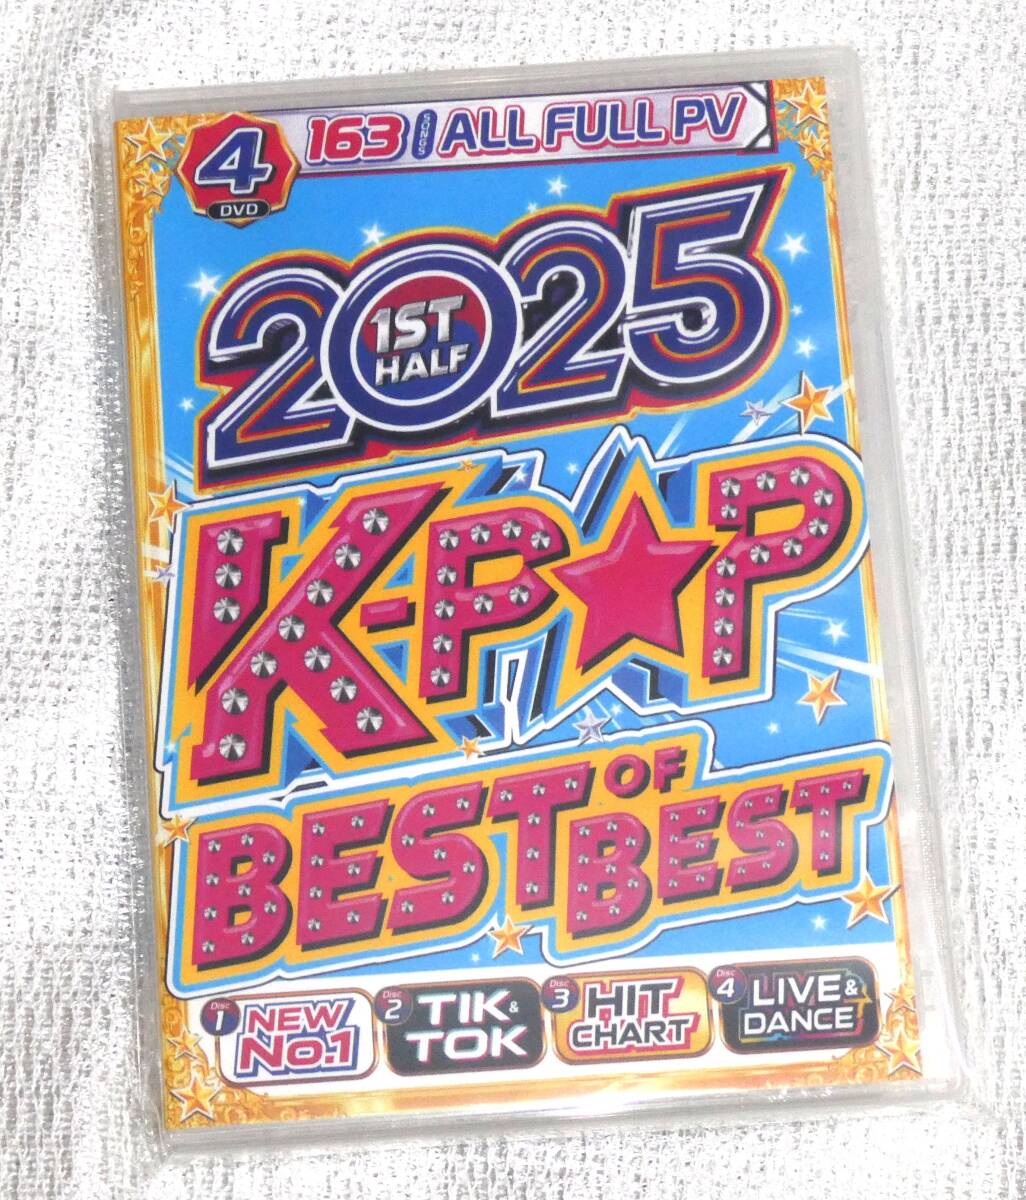 4
DVD
163 SONGS ALL FULL PV
2025
1ST
HALF
K-POP
BEST OF BEST
Disc 1 NEW No.1
Disc 2 TIK & TOK
Disc 3 HIT CHART
Disc 4 LIVE & DANCE